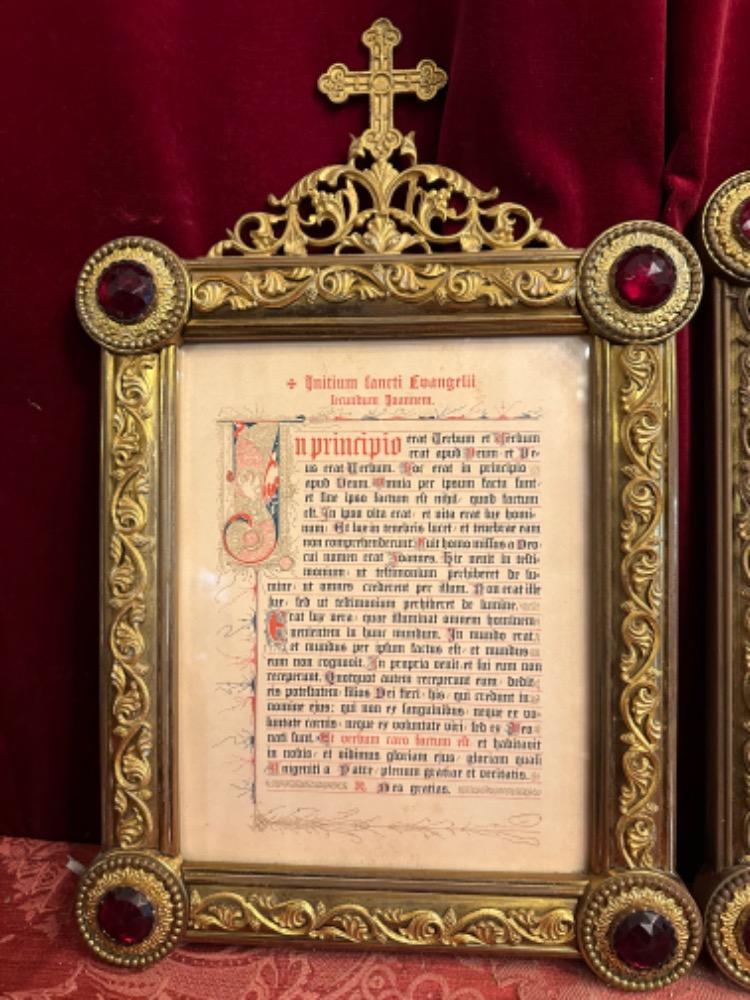 ✠ Initium sancti Evangelii
secundum Joannem.
In principio erat Verbum et Verbum
erat apud Deum et De-
us erat Verbum. Hoc erat in principio
apud Deum. Omnia per ipsum facta sunt
et sine ipso factum est nihil quod factum
est. In ipso vita erat et vita erat lux homi-
num: Et lux in tenebris lucet et tenebrae eam
non comprehenderunt. Fuit homo missus a Deo
cui nomen erat Joannes. Hic venit in testi-
monium ut testimonium perhiberet de lu-
mine ut omnes crederent per illum. Non erat ille
lux sed ut testimonium perhiberet de lumine.
Erat lux vera quae illuminat omnem hominem
venientem in hunc mundum. In mundo erat
et mundus per ipsum factus est et mundus
eum non cognovit. In propria venit et sui eum non
receperunt. Quotquot autem receperunt eum dedit
eis potestatem filios Dei fieri his qui credunt in
nomine ejus: qui non ex sanguinibus neque ex vo-
luntate carnis neque ex voluntate viri sed ex Deo
nati sunt. Et verbum caro factum est et habitavit
in nobis et vidimus gloriam ejus gloriam quasi
Unigeniti a Patre plenum gratiae et veritatis.
R. Deo gratias.